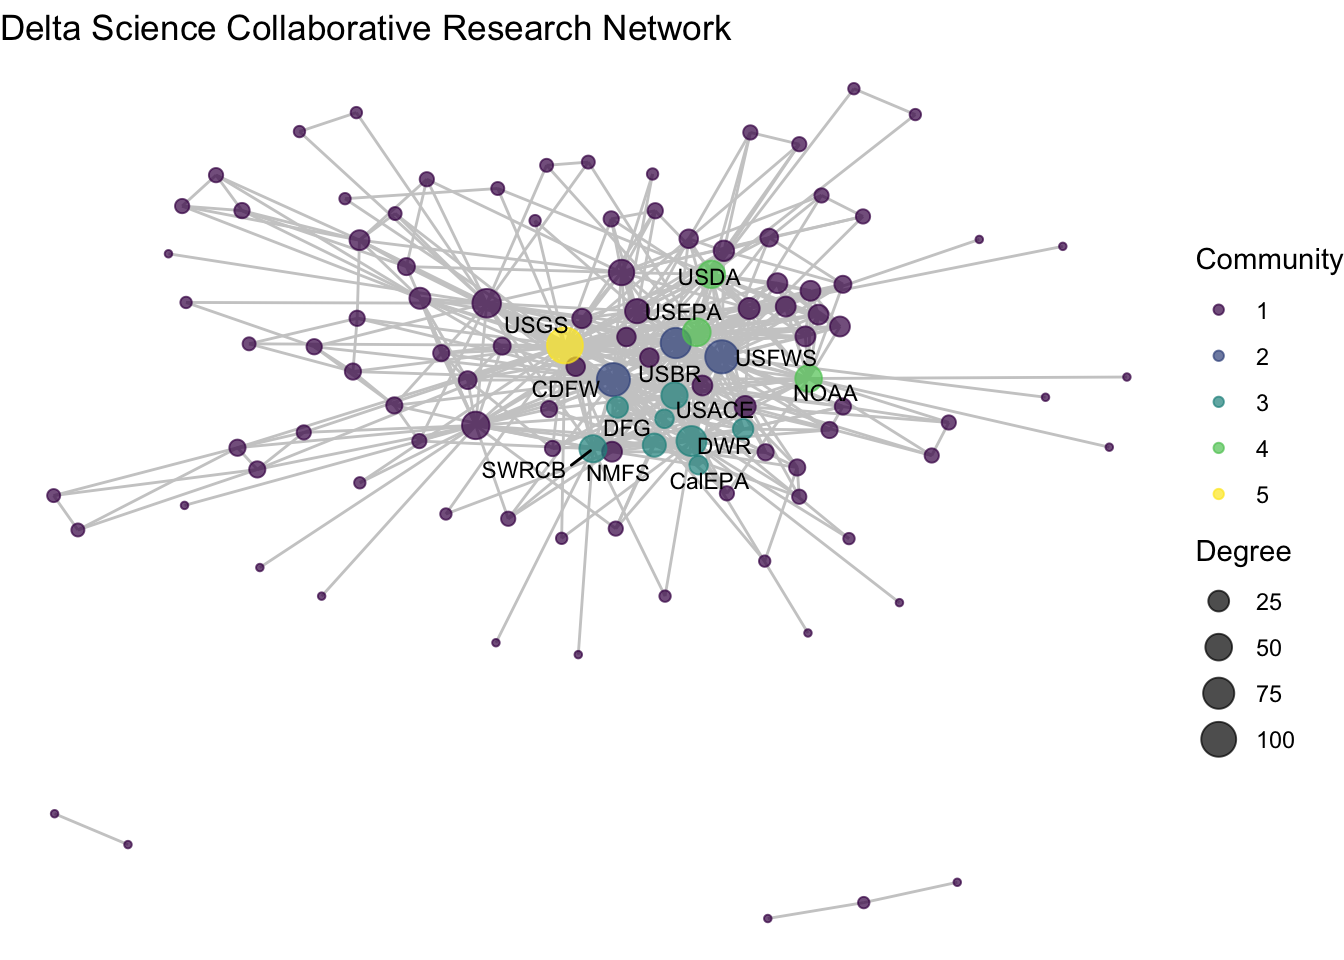 Delta Science Collaborative Research Network
USDA
USEPA
USGS
USFWS
USBR
CDFW
NOAA
USACE
DFG
DWR
SWRCB
NMFS
CalEPA
Community
1
2
3
4
5
Degree
25
50
75
100